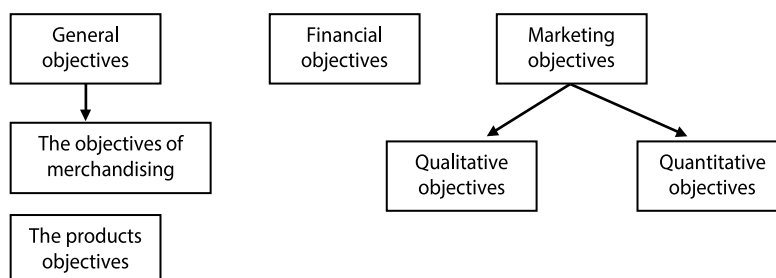 General
objectives
Financial
objectives
Marketing
objectives
The objectives of
merchandising
Qualitative
objectives
Quantitative
objectives
The products
objectives